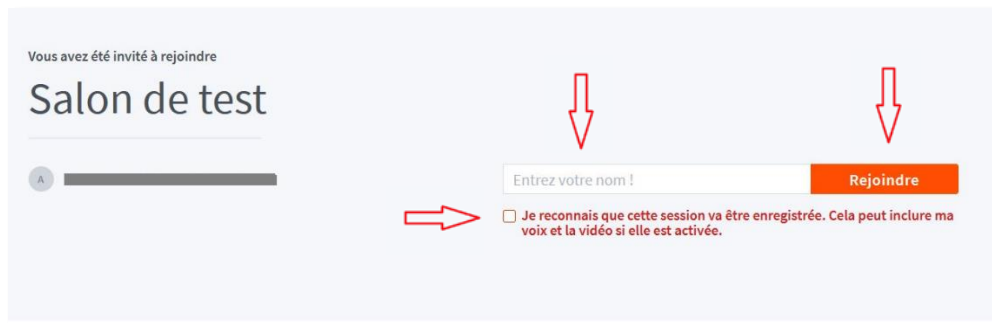 Vous avez été invité à rejoindre
Salon de test
A
Entrez votre nom !
Rejoindre
Je reconnais que cette session va être enregistrée. Cela peut inclure ma
voix et la vidéo si elle est activée.